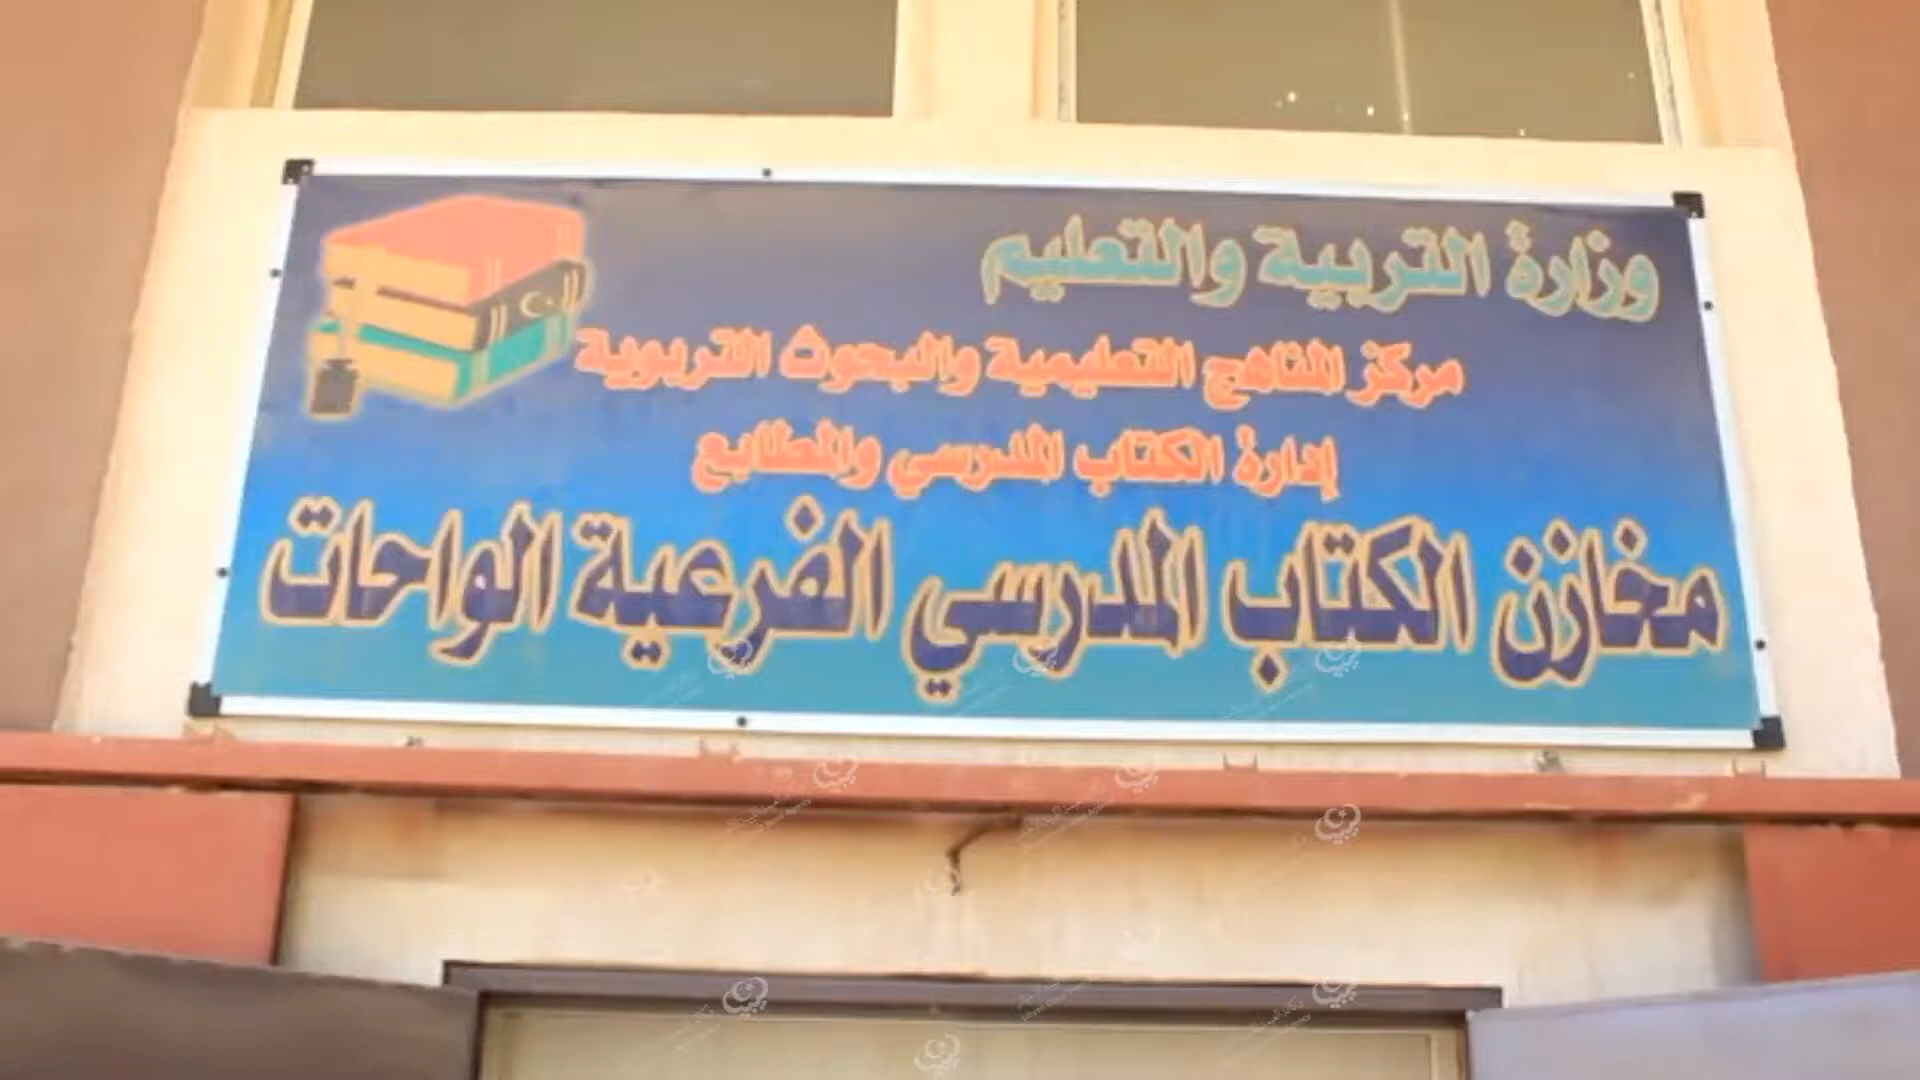 وزارة التربية والتعليم
مركز المناهج التعليمية والبحوث التربوية
إدارة الكتاب المدرسي والمطابع
مخازن الكتاب المدرسي الفرعية الواحات